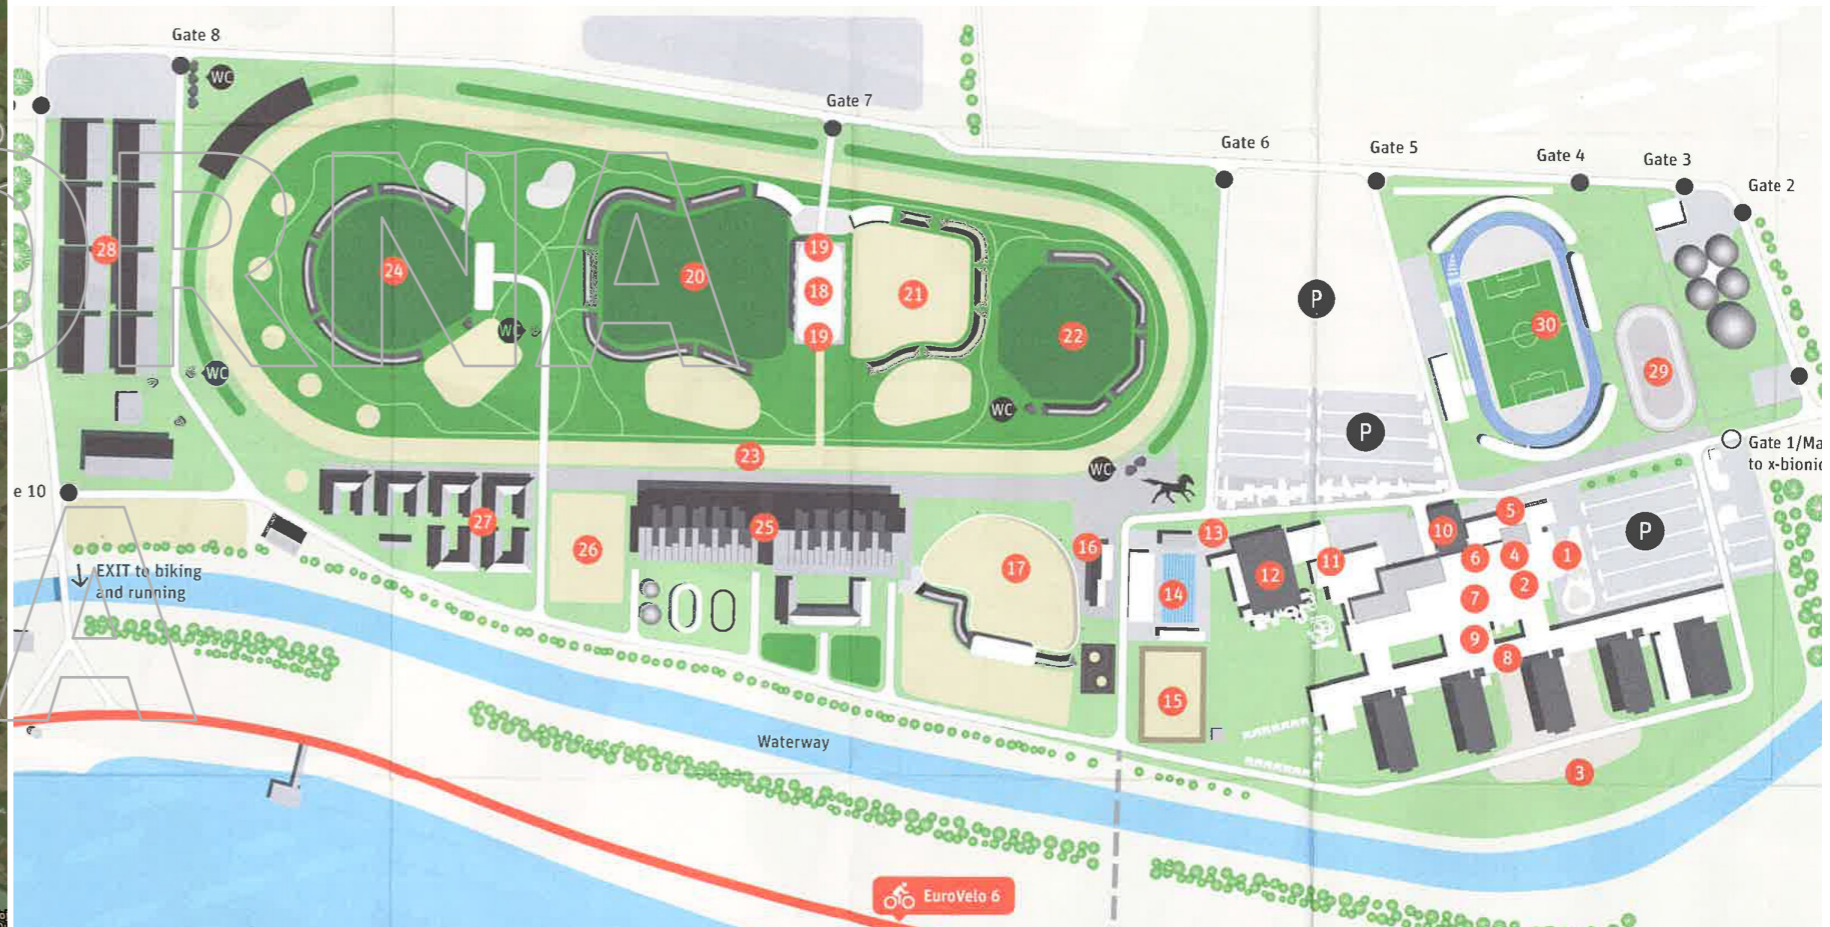 Gate 8
WC
Gate 7
Gate 6
Gate 5
Gate 4
Gate 3
Gate 2
28
24
20
19
18
19
21
22
P
30
29
WC
WC
WC
P
23
WC
Gate 1/Ma
to x-bionic
e 10
27
25
26
17
16
13
14
12
11
10
5
6
4
1
7
2
9
8
P
EXIT to biking
and running
15
3
Waterway
EuroVelo 6
RNA
A